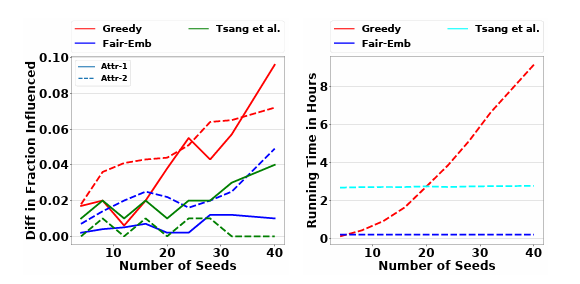 Greedy
Fair-Emb
Tsang et al.
Attr-1
Attr-2
Diff in Fraction Influenced
0.10
0.08
0.06
0.04
0.02
0.00
10
20
30
40
Number of Seeds
Greedy
Fair-Emb
Tsang et al.
Running Time in Hours
8
6
4
2
0
10
20
30
40
Number of Seeds